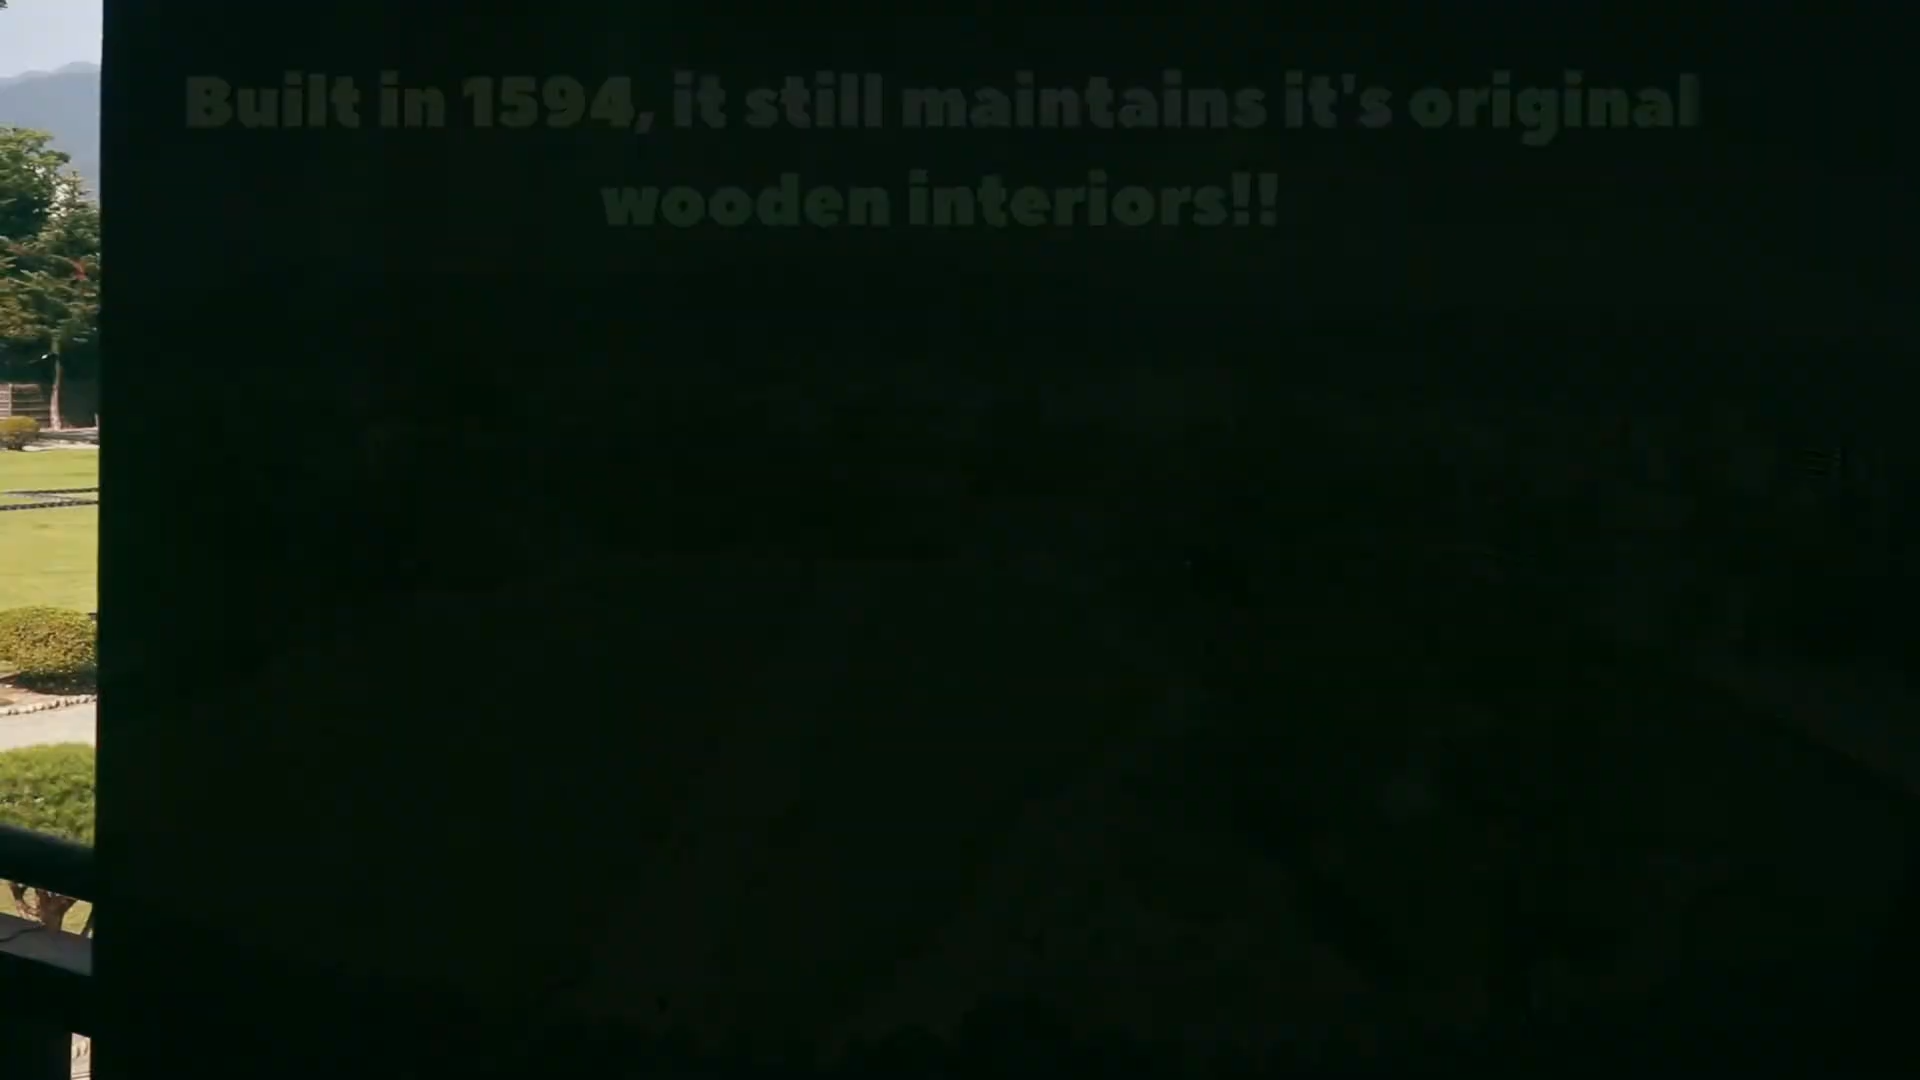 Built in 1594, it still maintains it's original
wooden interiors!!